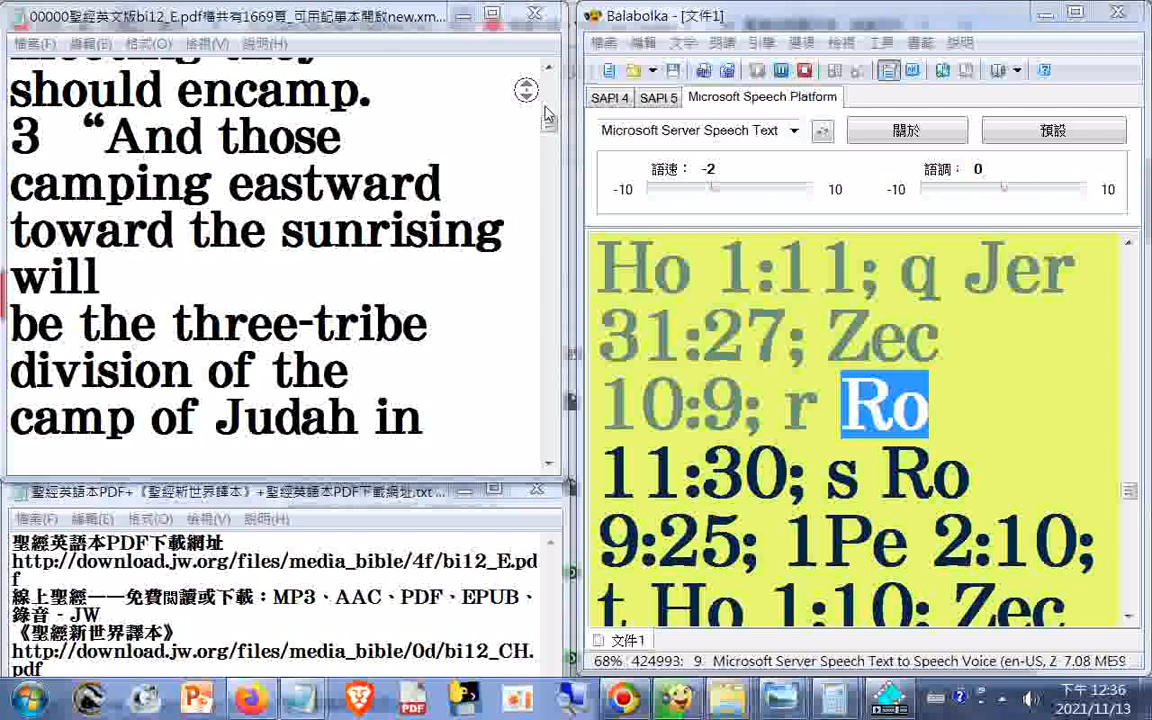 00000聖經英文版bi12_E.pdf檔共有1669頁_可用記事本開啟new.xm...
檔案(F) 編輯(E) 格式(O) 檢視(V) 說明(H)
meeting they
should encamp.
3 “And those
camping eastward
toward the sunrising
will
be the three-tribe
division of the
camp of Judah in
聖經英語本PDF+《聖經新世界譯本》+聖經英語本PDF下載網址.txt ...
檔案(F) 編輯(E) 格式(O) 檢視(V) 說明(H)
聖經英語本PDF下載網址
http://download.jw.org/files/media_bible/4f/bi12_E.pd
f
線上聖經——免費閱讀或下載：MP3、AAC、PDF、EPUB、
錄音 - JW
《聖經新世界譯本》
http://download.jw.org/files/media_bible/0d/bi12_CH.
pdf
Balabolka - [文件1]
檔案 編輯 文字 朗讀 引擎 選項 檢視 工具 書籤 說明
SAPI 4 SAPI 5 Microsoft Speech Platform
Microsoft Server Speech Text 關於 預設
語速： -2 語調： 0
-10 10 -10 10
Ho 1:11; q Jer
31:27; Zec
10:9; r Ro
11:30; s Ro
9:25; 1Pe 2:10;
t Ho 1:10; Zec
文件1
68% 424993: 9 Microsoft Server Speech Text to Speech Voice (en-US, Z 7.08 ME59
PDF
下午 12:36
2021/11/13